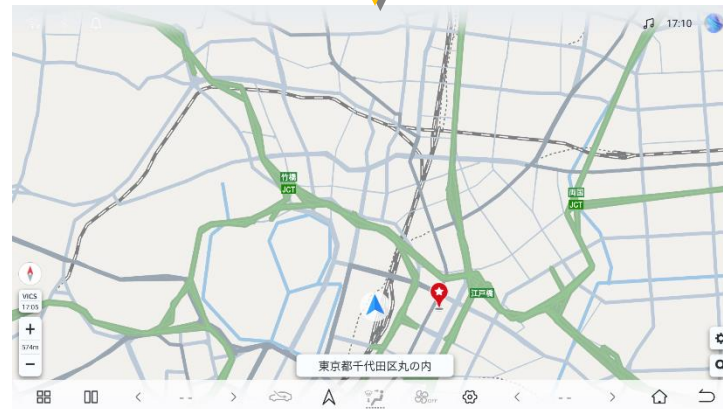 17:10
竹橋
JCT
両国
JCT
江戸橋
VICS
17:05
+
574m
−
東京都千代田区丸の内
< -- >
OFF
< -- >